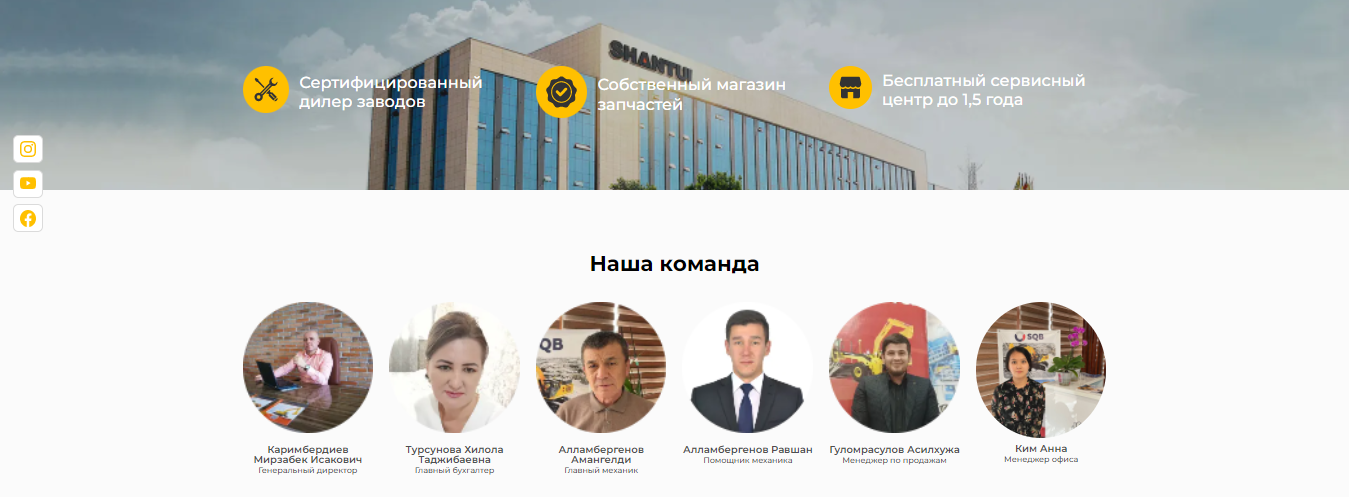 SHANTUI
Сертифицированный
дилер заводов
Собственный магазин
запчастей
Бесплатный сервисный
центр до 1,5 года
Наша команда
SQB
SQB
Каримбердиев
Мирзабек Исакович
Генеральный директор
Турсунова Хилола
Таджибаевна
Главный бухгалтер
Алламбергенов
Амангелди
Главный механик
Алламбергенов Равшан
Помощник механика
Гуломрасулов Асилхужа
Менеджер по продажам
Ким Анна
Менеджер офиса